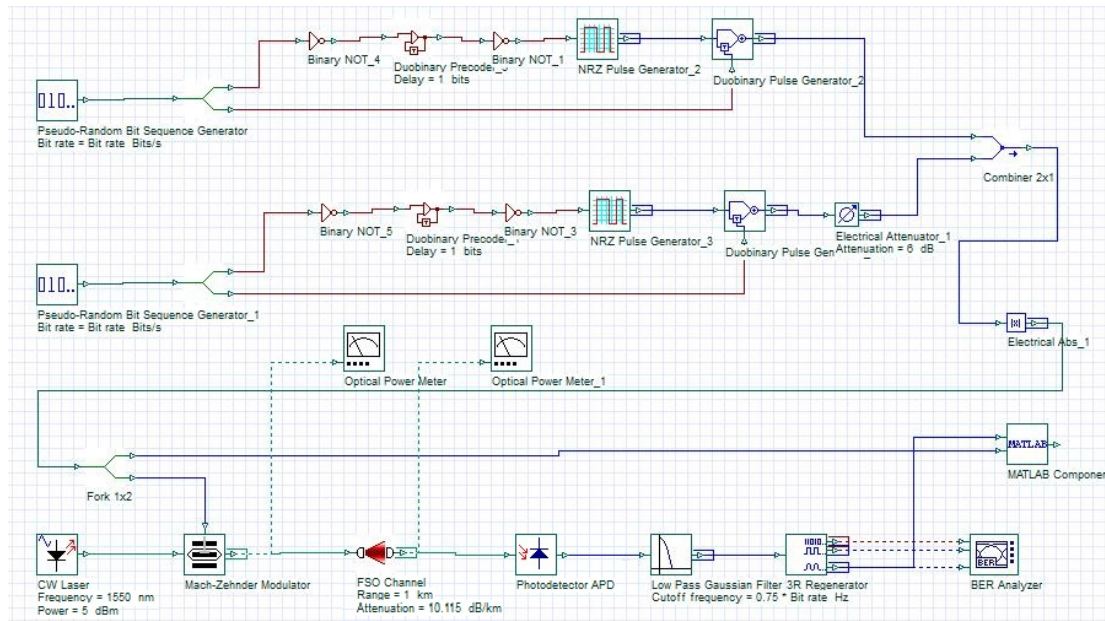 Binary NOT_4
Duobinary Precoder_3
Delay = 1 bits
Binary NOT_1
NRZ Pulse Generator_2
Duobinary Pulse Generator_2
010..
Pseudo-Random Bit Sequence Generator
Bit rate = Bit rate Bits/s
Combiner 2x1
Binary NOT_5
Duobinary Precoder
Delay = 1 bits
Binary NOT_3
NRZ Pulse Generator_3
Duobinary Pulse Gen
Electrical Attenuator_1
Attenuation = 6 dB
010..
Pseudo-Random Bit Sequence Generator_1
Bit rate = Bit rate Bits/s
Electrical Abs_1
Optical Power Meter
Optical Power Meter_1
MATLAB
MATLAB Componen
Fork 1x2
CW Laser
Frequency = 1550 nm
Power = 5 dBm
Mach-Zehnder Modulator
FSO Channel
Range = 1 km
Attenuation = 10.115 dB/km
Photodetector APD
Low Pass Gaussian Filter
Cutoff frequency = 0.75 * Bit rate Hz
3R Regenerator
BER
BER Analyzer